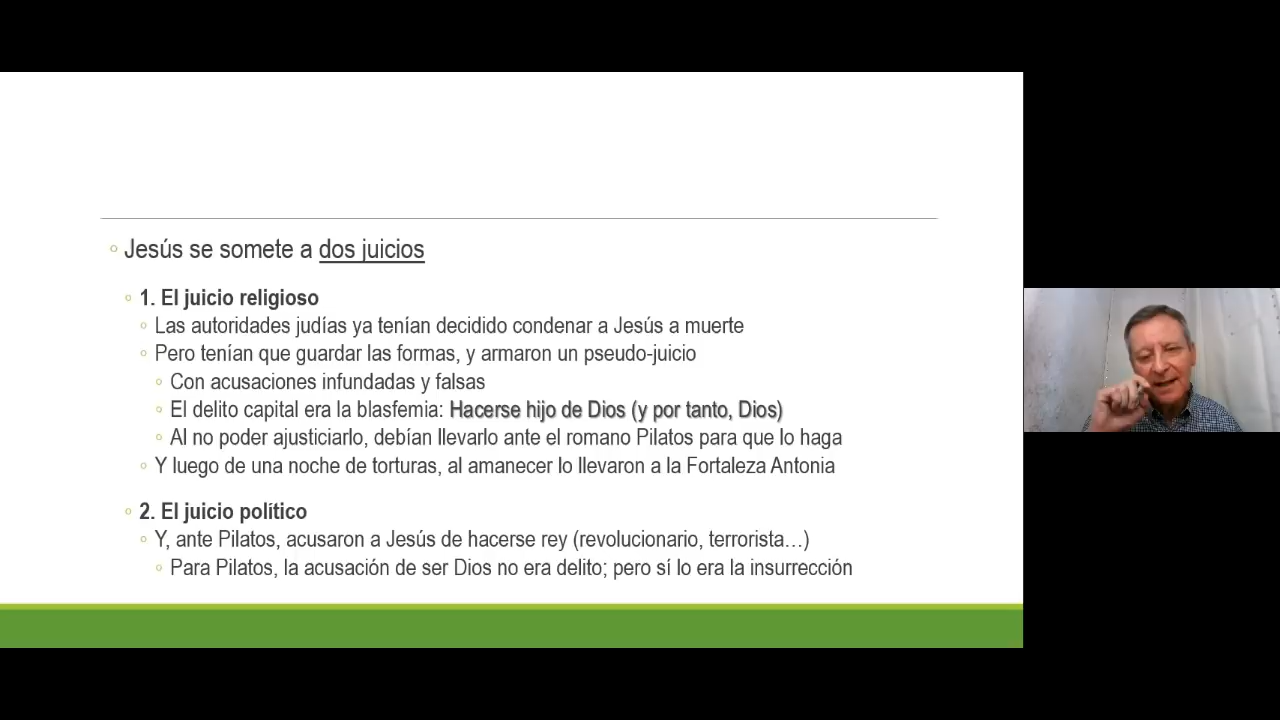 Jesús se somete a dos juicios
1. El juicio religioso
Las autoridades judías ya tenían decidido condenar a Jesús a muerte
Pero tenían que guardar las formas, y armaron un pseudo-juicio
Con acusaciones infundadas y falsas
El delito capital era la blasfemia: Hacerse hijo de Dios (y por tanto, Dios)
Al no poder ajusticiarlo, debían llevarlo ante el romano Pilatos para que lo haga
Y luego de una noche de torturas, al amanecer lo llevaron a la Fortaleza Antonia
2. El juicio político
Y, ante Pilatos, acusaron a Jesús de hacerse rey (revolucionario, terrorista…)
Para Pilatos, la acusación de ser Dios no era delito; pero sí lo era la insurrección